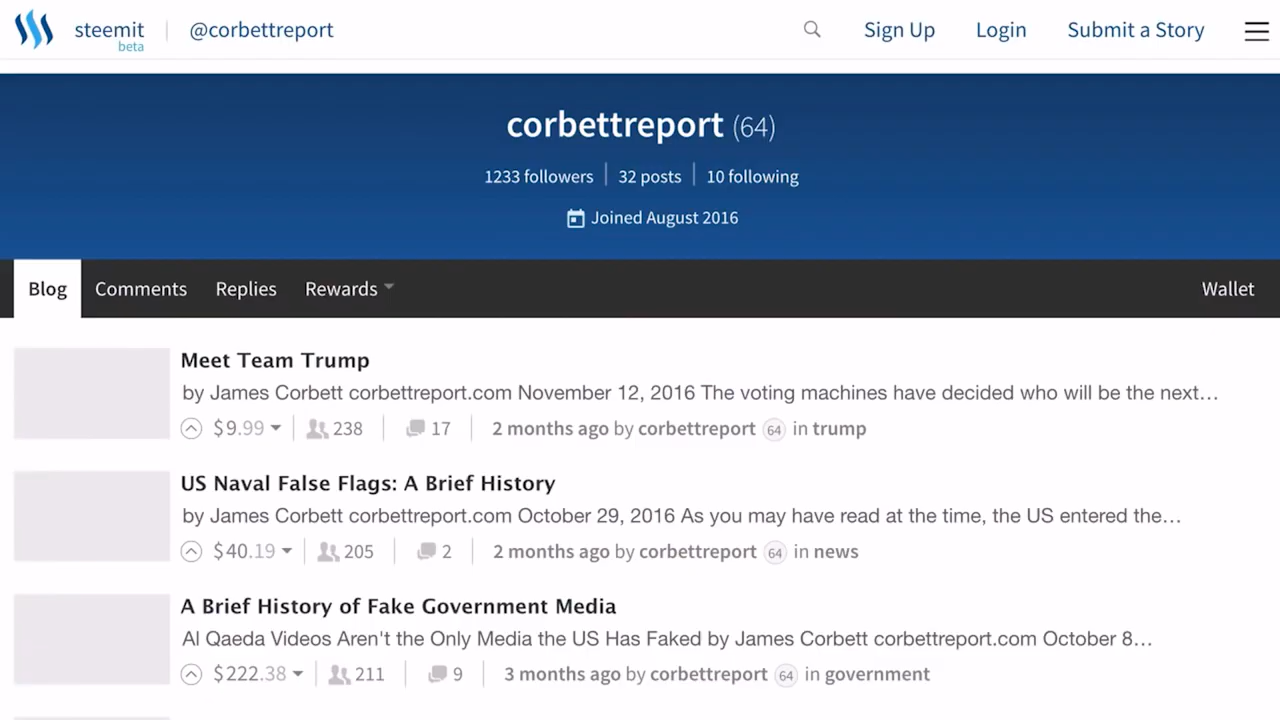 steemit beta @corbettreport Sign Up Login Submit a Story
corbettreport (64)
1233 followers 32 posts 10 following
Joined August 2016
Blog Comments Replies Rewards Wallet
Meet Team Trump
by James Corbett corbettreport.com November 12, 2016 The voting machines have decided who will be the next...
$9.99 238 17 2 months ago by corbettreport 64 in trump
US Naval False Flags: A Brief History
by James Corbett corbettreport.com October 29, 2016 As you may have read at the time, the US entered the...
$40.19 205 2 2 months ago by corbettreport 64 in news
A Brief History of Fake Government Media
Al Qaeda Videos Aren't the Only Media the US Has Faked by James Corbett corbettreport.com October 8...
$222.38 211 9 3 months ago by corbettreport 64 in government